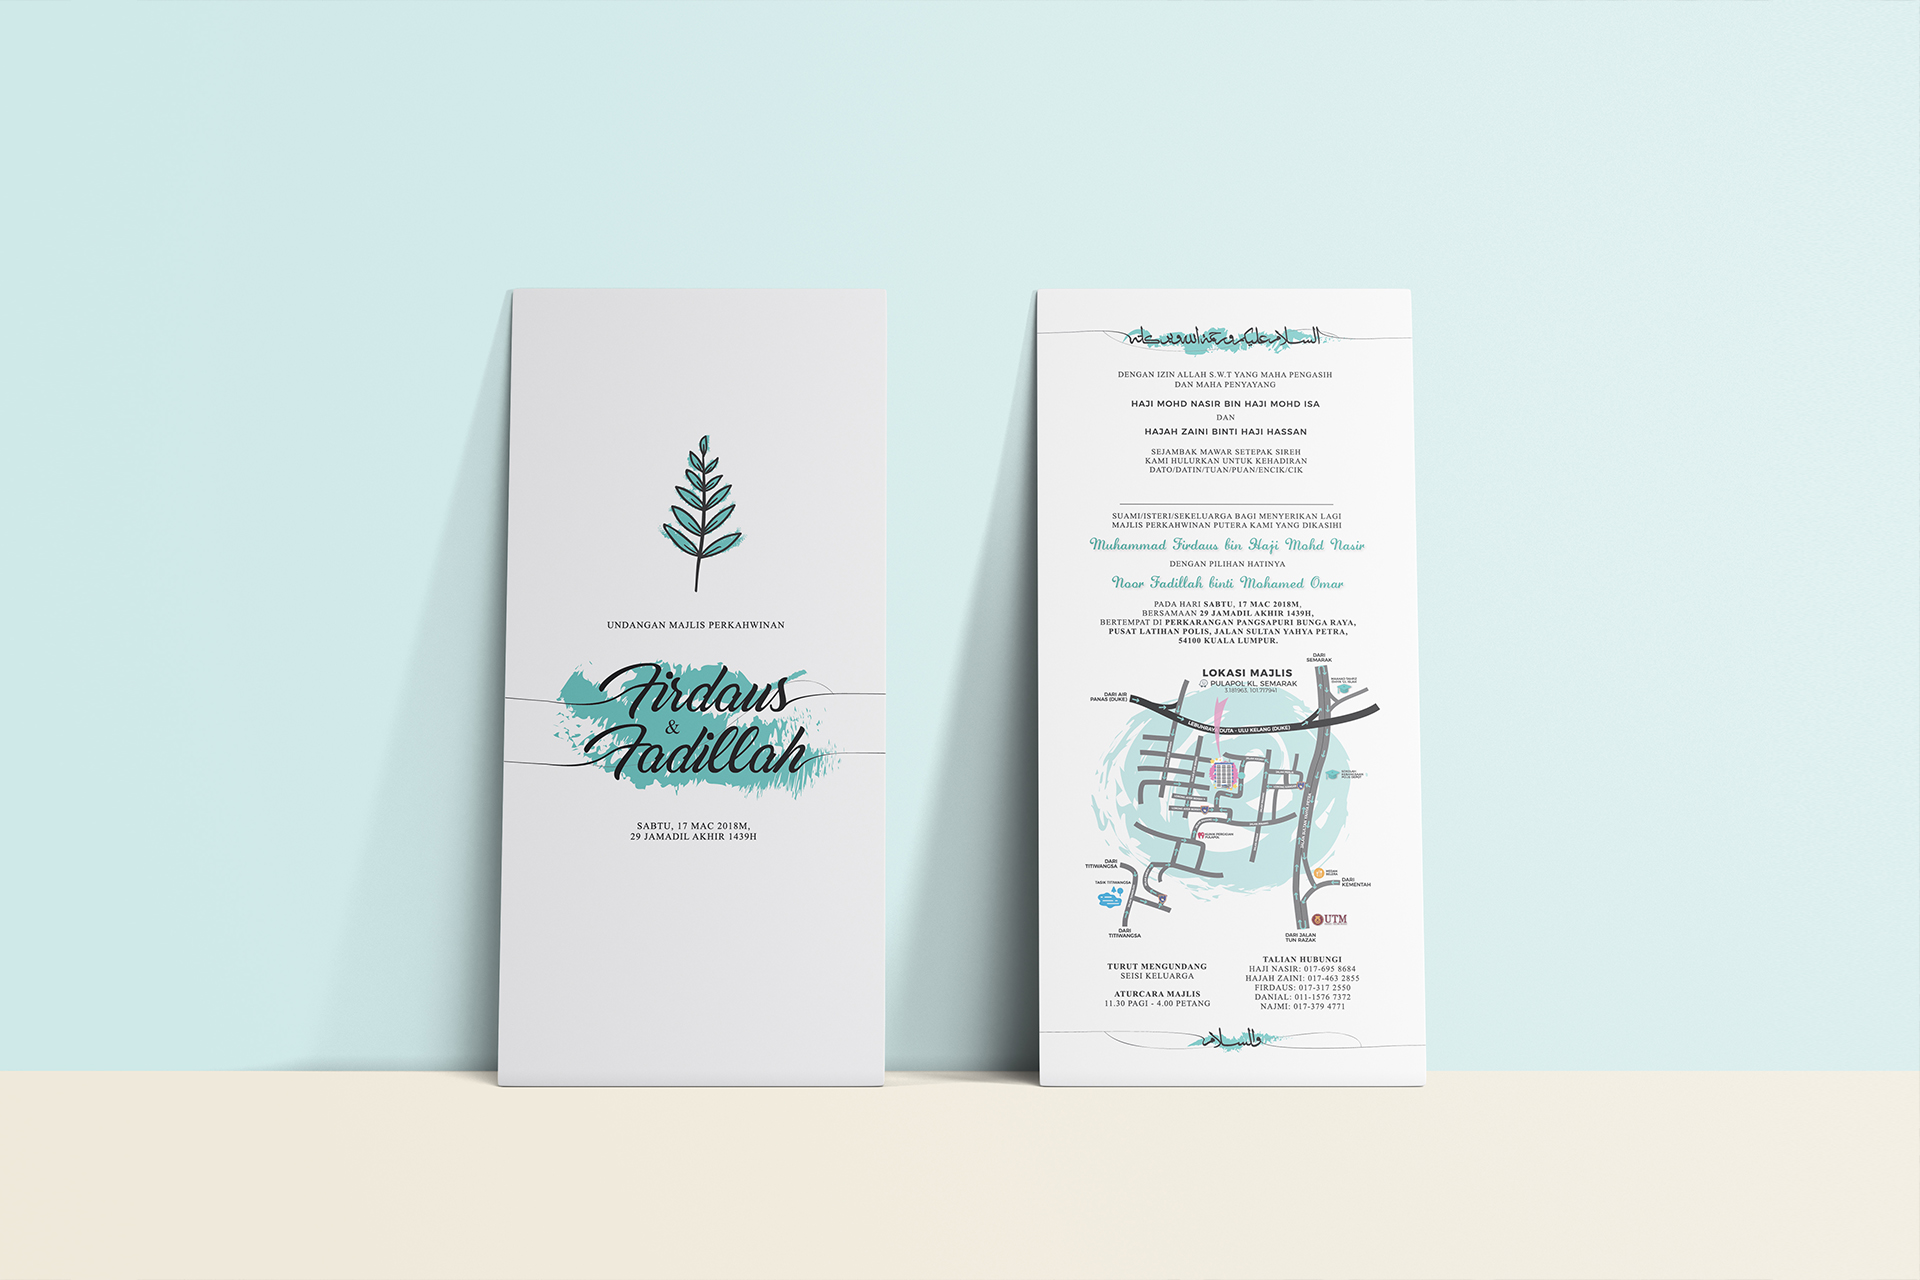 UNDANGAN MAJLIS PERKAHWINAN
Firdaus
&
Fadillah
SABTU, 17 MAC 2018M,
29 JAMADIL AKHIR 1439H
السلام عليكم ورحمة الله وبركاته
DENGAN IZIN ALLAH S.W.T YANG MAHA PENGASIH
DAN MAHA PENYAYANG
HAJI MOHD NASIR BIN HAJI MOHD ISA
DAN
HAJAH ZAINI BINTI HAJI HASSAN
SEJAMBAK MAWAR SETEPAK SIREH
KAMI HULURKAN UNTUK KEHADIRAN
DATO/DATIN/TUAN/PUAN/ENCIK/CIK
SUAMI/ISTERI/SEKELUARGA BAGI MENYERIKAN LAGI
MAJLIS PERKAHWINAN PUTERA KAMI YANG DIKASIHI
Muhammad Firdaus bin Haji Mohd Nasir
DENGAN PILIHAN HATINYA
Noor Fadillah binti Mohamed Omar
PADA HARI SABTU, 17 MAC 2018M,
BERSAMAAN 29 JAMADIL AKHIR 1439H,
BERTEMPAT DI PERKARANGAN PANGSAPURI BUNGA RAYA,
PUSAT LATIHAN POLIS, JALAN SULTAN YAHYA PETRA,
54100 KUALA LUMPUR.
DARI
SEMARAK
LOKASI MAJLIS
PULAPOL KL, SEMARAK
3.181963, 101.717941
DARI AIR
PANAS (DUKE)
LEBUHRAYA DUTA - ULU KELANG (DUKE)
JALAN SULTAN YAHYA PETRA
DARI
TITIWANGSA
TASIK TITIWANGSA
DARI
KEMENTAH
UTM
DARI
TITIWANGSA
DARI JALAN
TUN RAZAK
TURUT MENGUNDANG
SEISI KELUARGA
ATURCARA MAJLIS
11.30 PAGI - 4.00 PETANG
TALIAN HUBUNGI
HAJI NASIR: 017-695 8684
HAJAH ZAINI: 017-463 2855
FIRDAUS: 017-317 2550
DANIAL: 011-1576 7372
NAJMI: 017-379 4771
والسلام